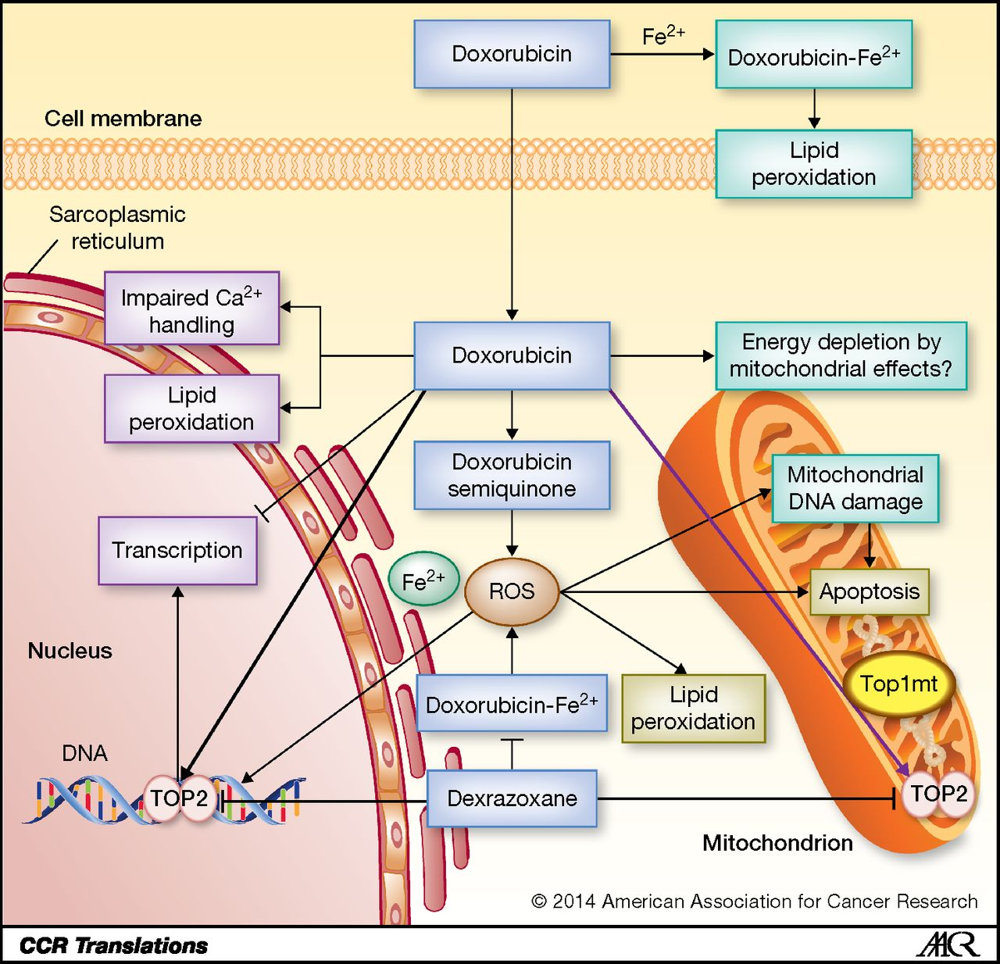 Doxorubicin
Fe²⁺
Doxorubicin-Fe²⁺
Cell membrane
Lipid
peroxidation
Sarcoplasmic
reticulum
Impaired Ca²⁺
handling
Lipid
peroxidation
Doxorubicin
Energy depletion by
mitochondrial effects?
Doxorubicin
semiquinone
Mitochondrial
DNA damage
Transcription
Fe²⁺
ROS
Apoptosis
Nucleus
Top1mt
Doxorubicin-Fe²⁺
Lipid
peroxidation
DNA
TOP2
Dexrazoxane
TOP2
Mitochondrion
© 2014 American Association for Cancer Research
CCR Translations
AACR